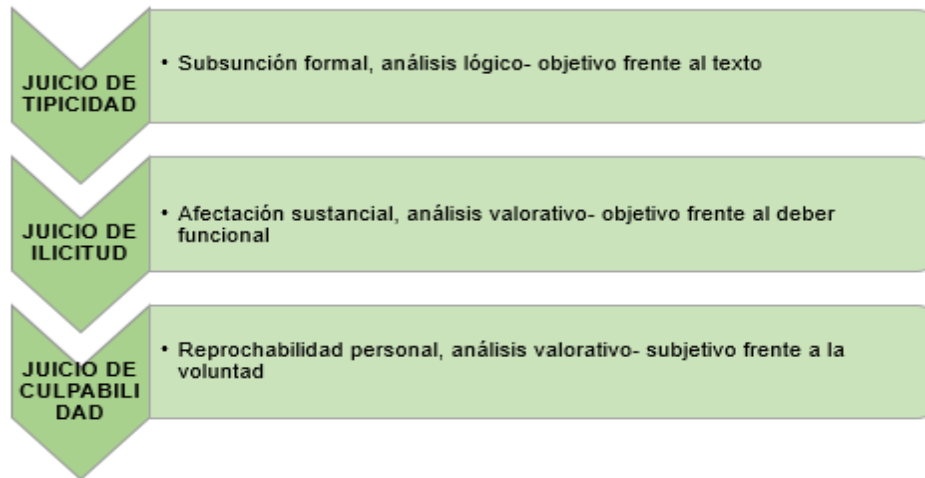 JUICIO DE
TIPICIDAD
• Subsunción formal, análisis lógico- objetivo frente al texto
JUICIO DE
ILICITUD
• Afectación sustancial, análisis valorativo- objetivo frente al deber
funcional
JUICIO DE
CULPABILI
DAD
• Reprochabilidad personal, análisis valorativo- subjetivo frente a la
voluntad